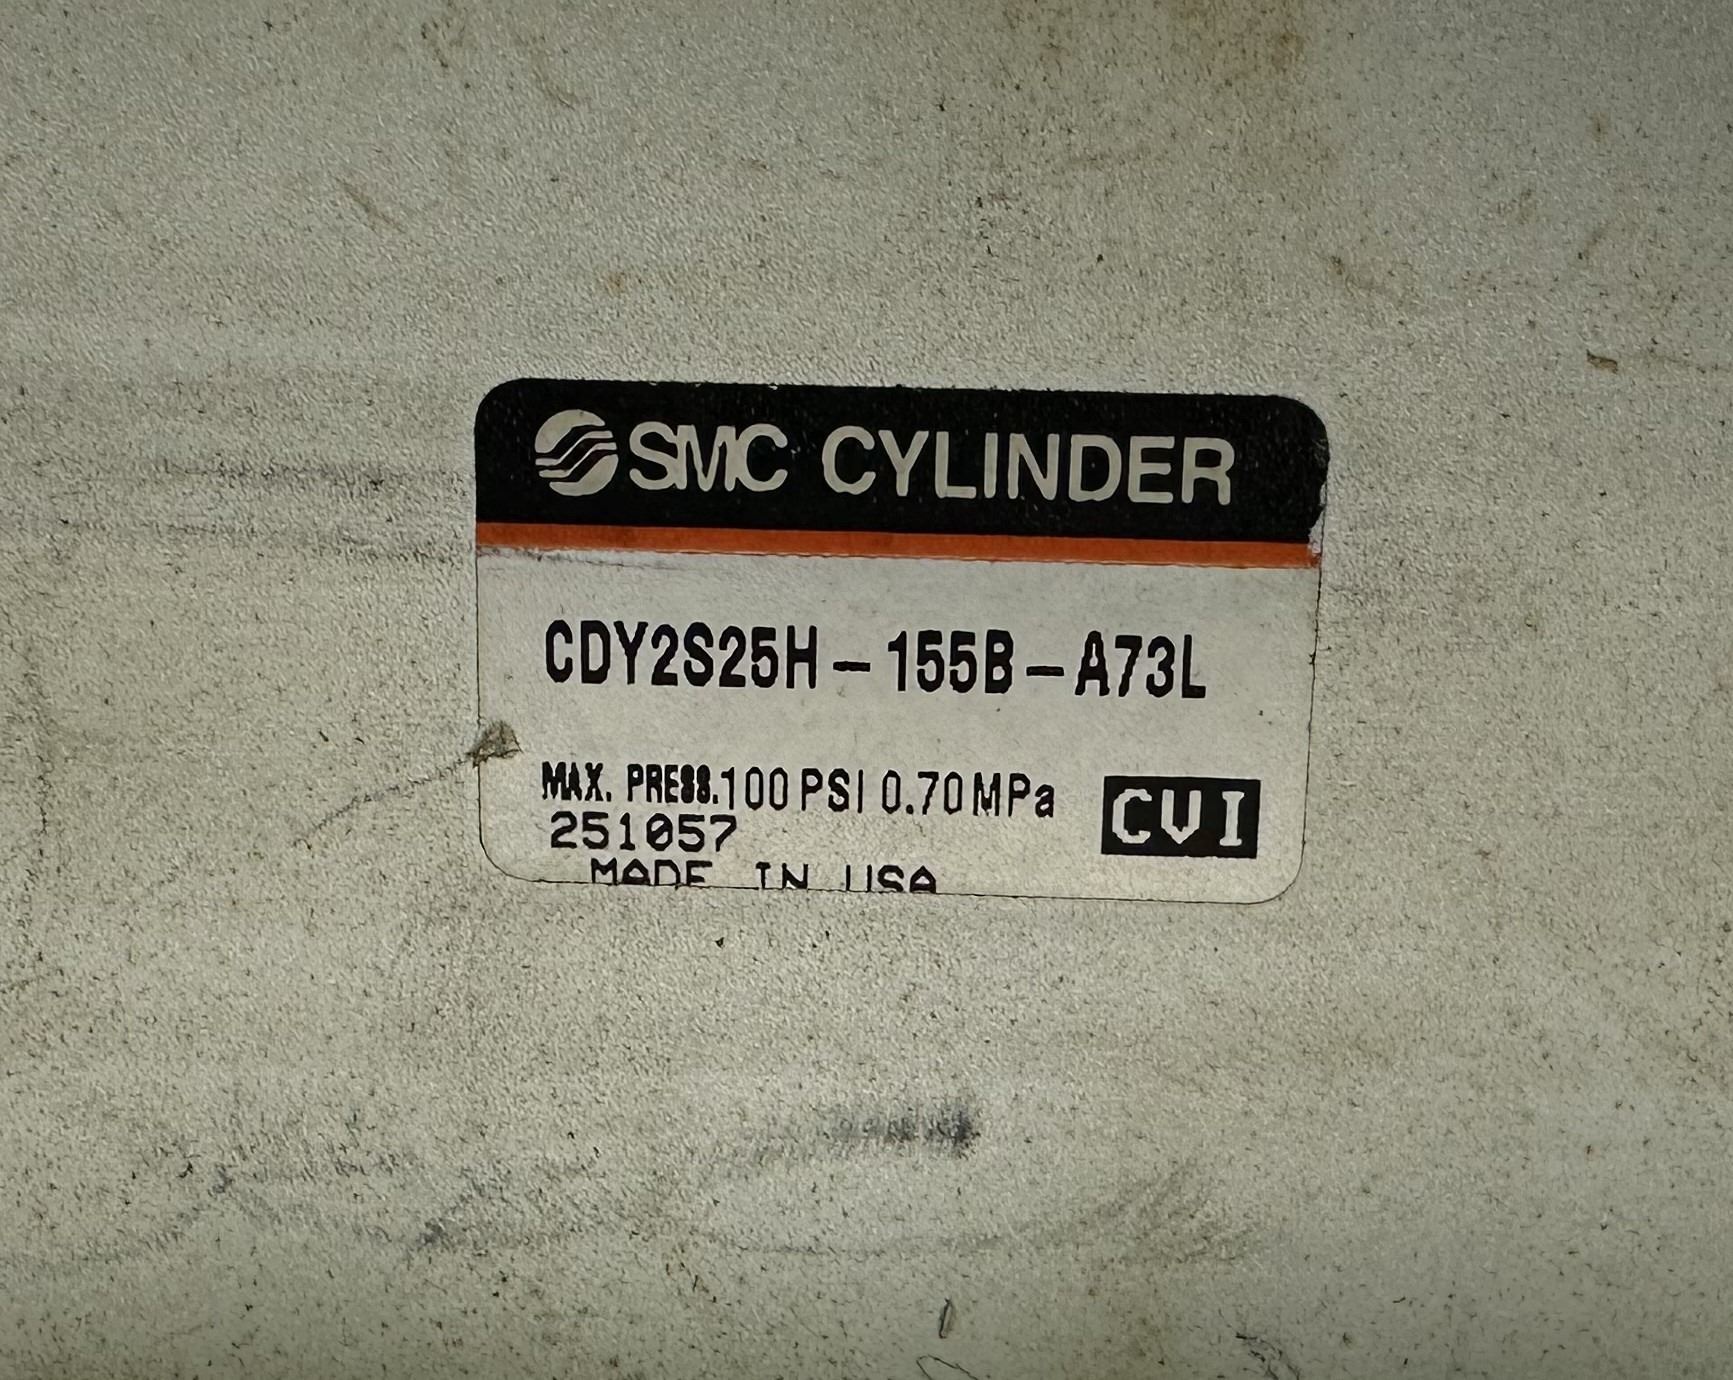 SMC CYLINDER
CDY2S25H-155B-A73L
MAX. PRESS. 100 PSI 0.70 MPa
251057
CVI
MADE IN USA